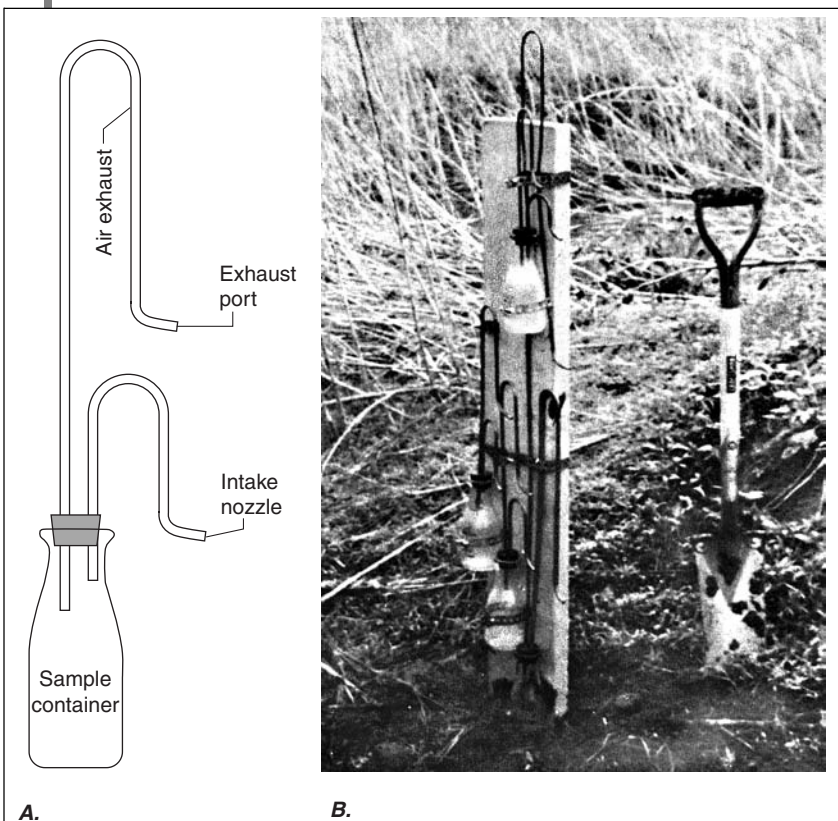 Air exhaust
Exhaust
port
Intake
nozzle
Sample
container
A.
B.